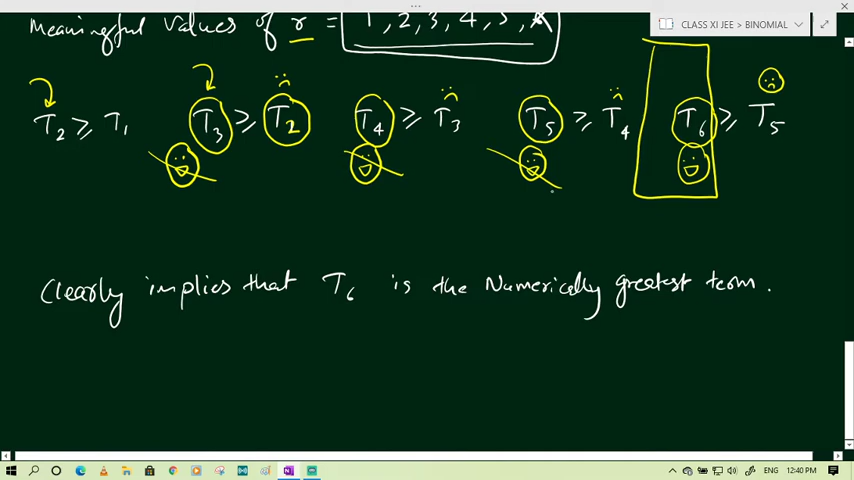 CLASS XI JEE > BINOMIAL
Meaningful values of r = 1, 2, 3, 4, 5,
T2 ≥ T1 T3 ≥ T2 T4 ≥ T3 T5 ≥ T4 T6 ≥ T5
Clearly implies that T6 is the Numerically greatest term.
ENG 12:40 PM